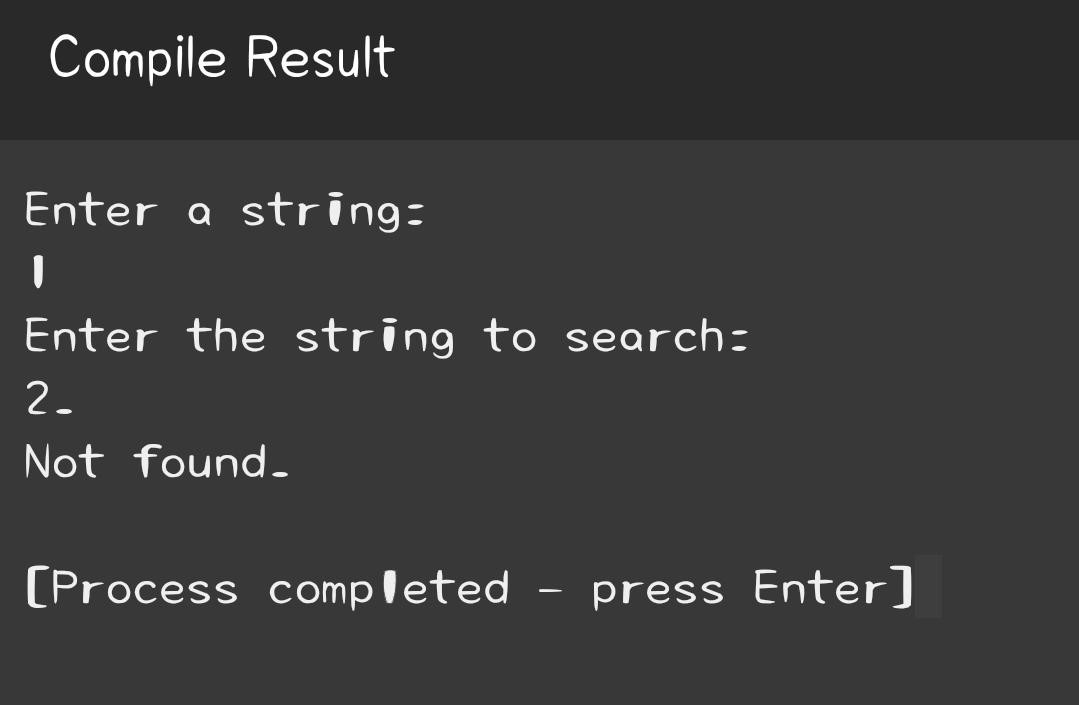 Compile Result
Enter a string:
1
Enter the string to search:
2.
Not found.
[Process completed - press Enter]